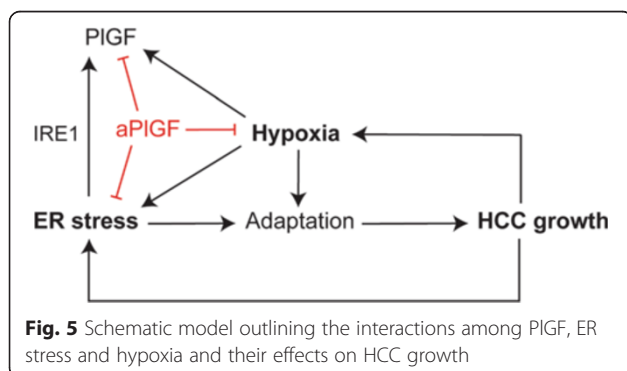 PlGF
IRE1
aPlGF
Hypoxia
ER stress
Adaptation
HCC growth
Fig. 5 Schematic model outlining the interactions among PlGF, ER
stress and hypoxia and their effects on HCC growth